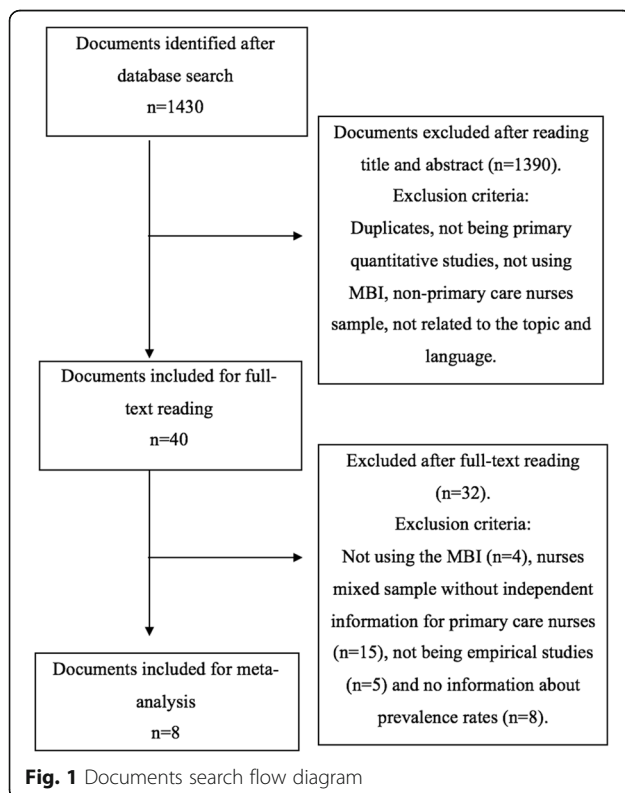 Documents identified after
database search
n=1430
Documents excluded after reading
title and abstract (n=1390).
Exclusion criteria:
Duplicates, not being primary
quantitative studies, not using
MBI, non-primary care nurses
sample, not related to the topic and
language.
Documents included for full-
text reading
n=40
Excluded after full-text reading
(n=32).
Exclusion criteria:
Not using the MBI (n=4), nurses
mixed sample without independent
information for primary care nurses
(n=15), not being empirical studies
(n=5) and no information about
prevalence rates (n=8).
Documents included for meta-
analysis
n=8
Fig. 1 Documents search flow diagram